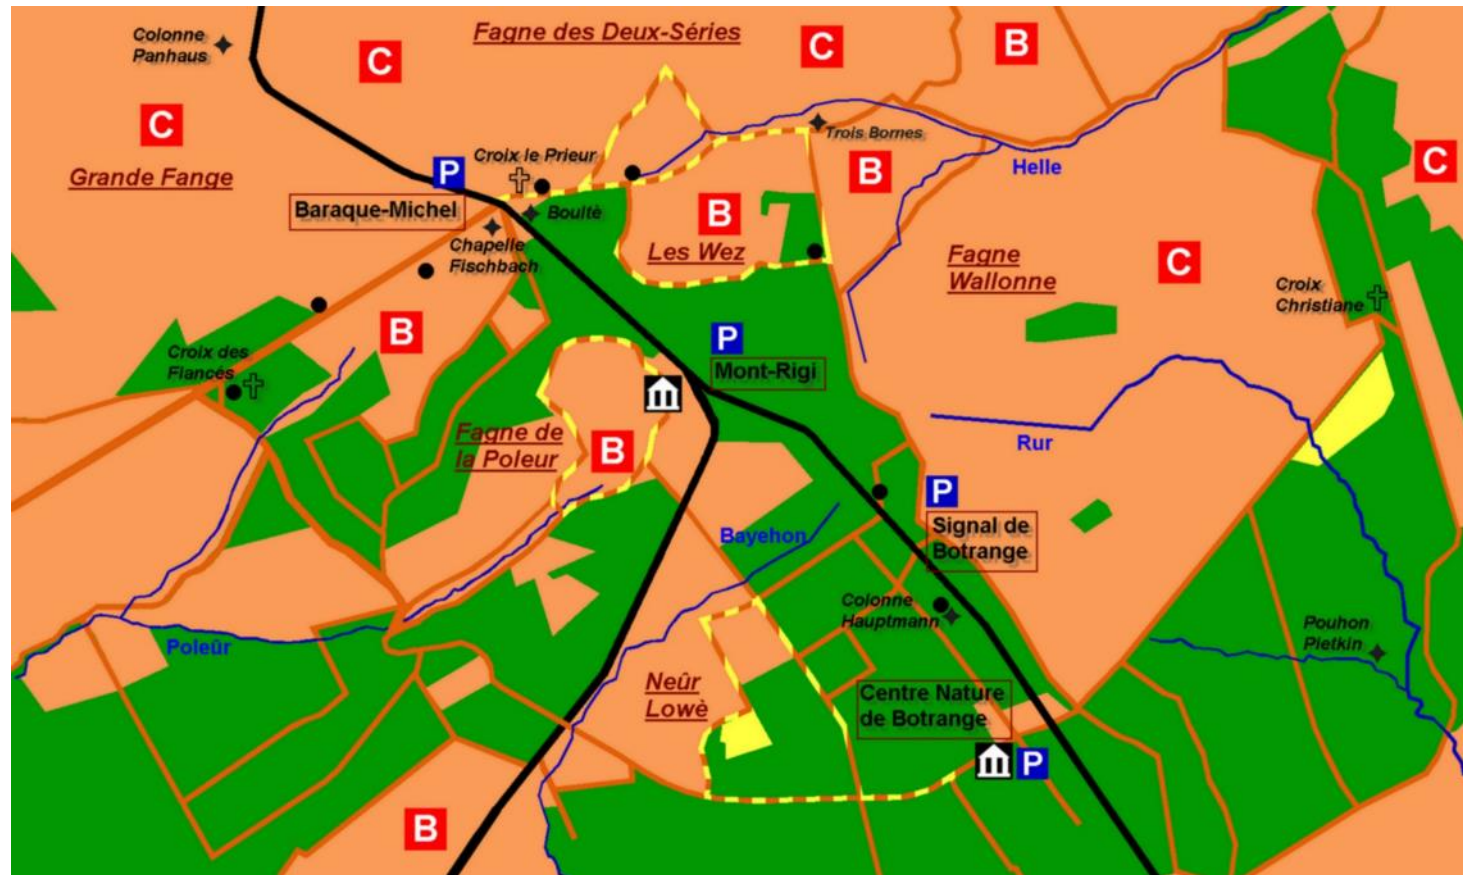 Colonne
Panhaus
Fagne des Deux-Séries
C
C
B
C
Grande Fange
P
Croix le Prieur
Trois Bornes
B
Helle
C
Baraque-Michel
Boultè
B
Les Wez
Chapelle
Fischbach
Fagne
Wallonne
C
Croix
Christiane
B
P
Mont-Rigi
Croix des
Fiancés
Fagne de
la Poleur
B
Rur
P
Signal de
Botrange
Bayehon
Colonne
Hauptmann
Pouhon
Pietkin
Poleûr
Neûr
Lowè
Centre Nature
de Botrange
P
B